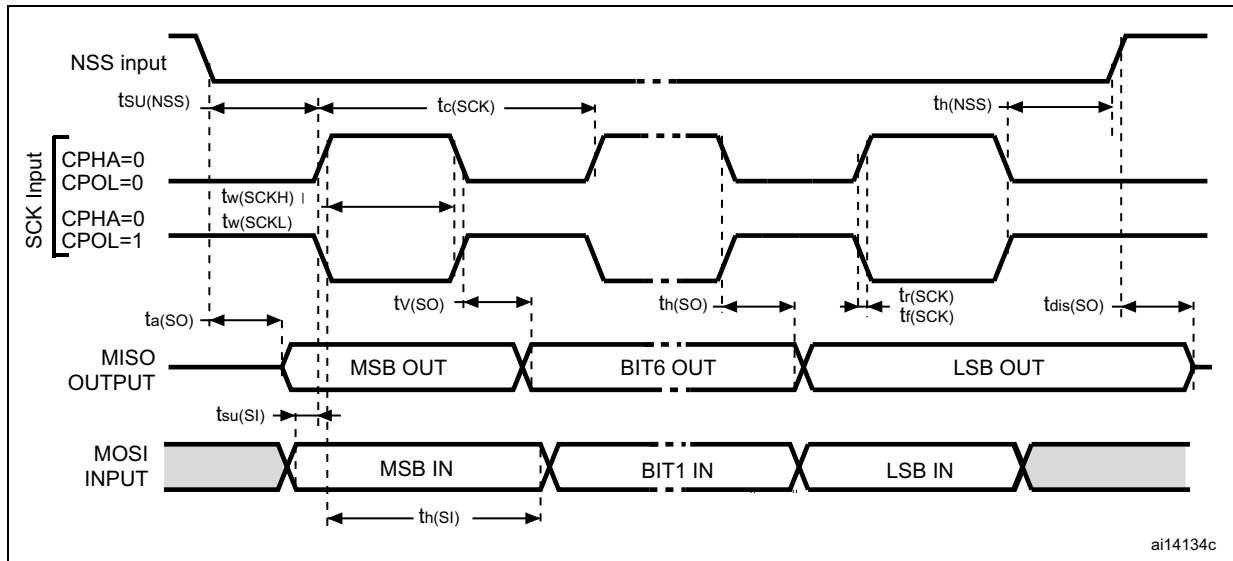 NSS input
tSU(NSS)
tc(SCK)
th(NSS)
SCK Input
CPHA=0
CPOL=0
tw(SCKH)
CPHA=0
tw(SCKL)
CPOL=1
tV(SO)
th(SO)
tr(SCK)
tf(SCK)
ta(SO)
tdis(SO)
MISO
OUTPUT
MSB OUT
BIT6 OUT
LSB OUT
tsu(SI)
MOSI
INPUT
MSB IN
BIT1 IN
LSB IN
th(SI)
ai14134c